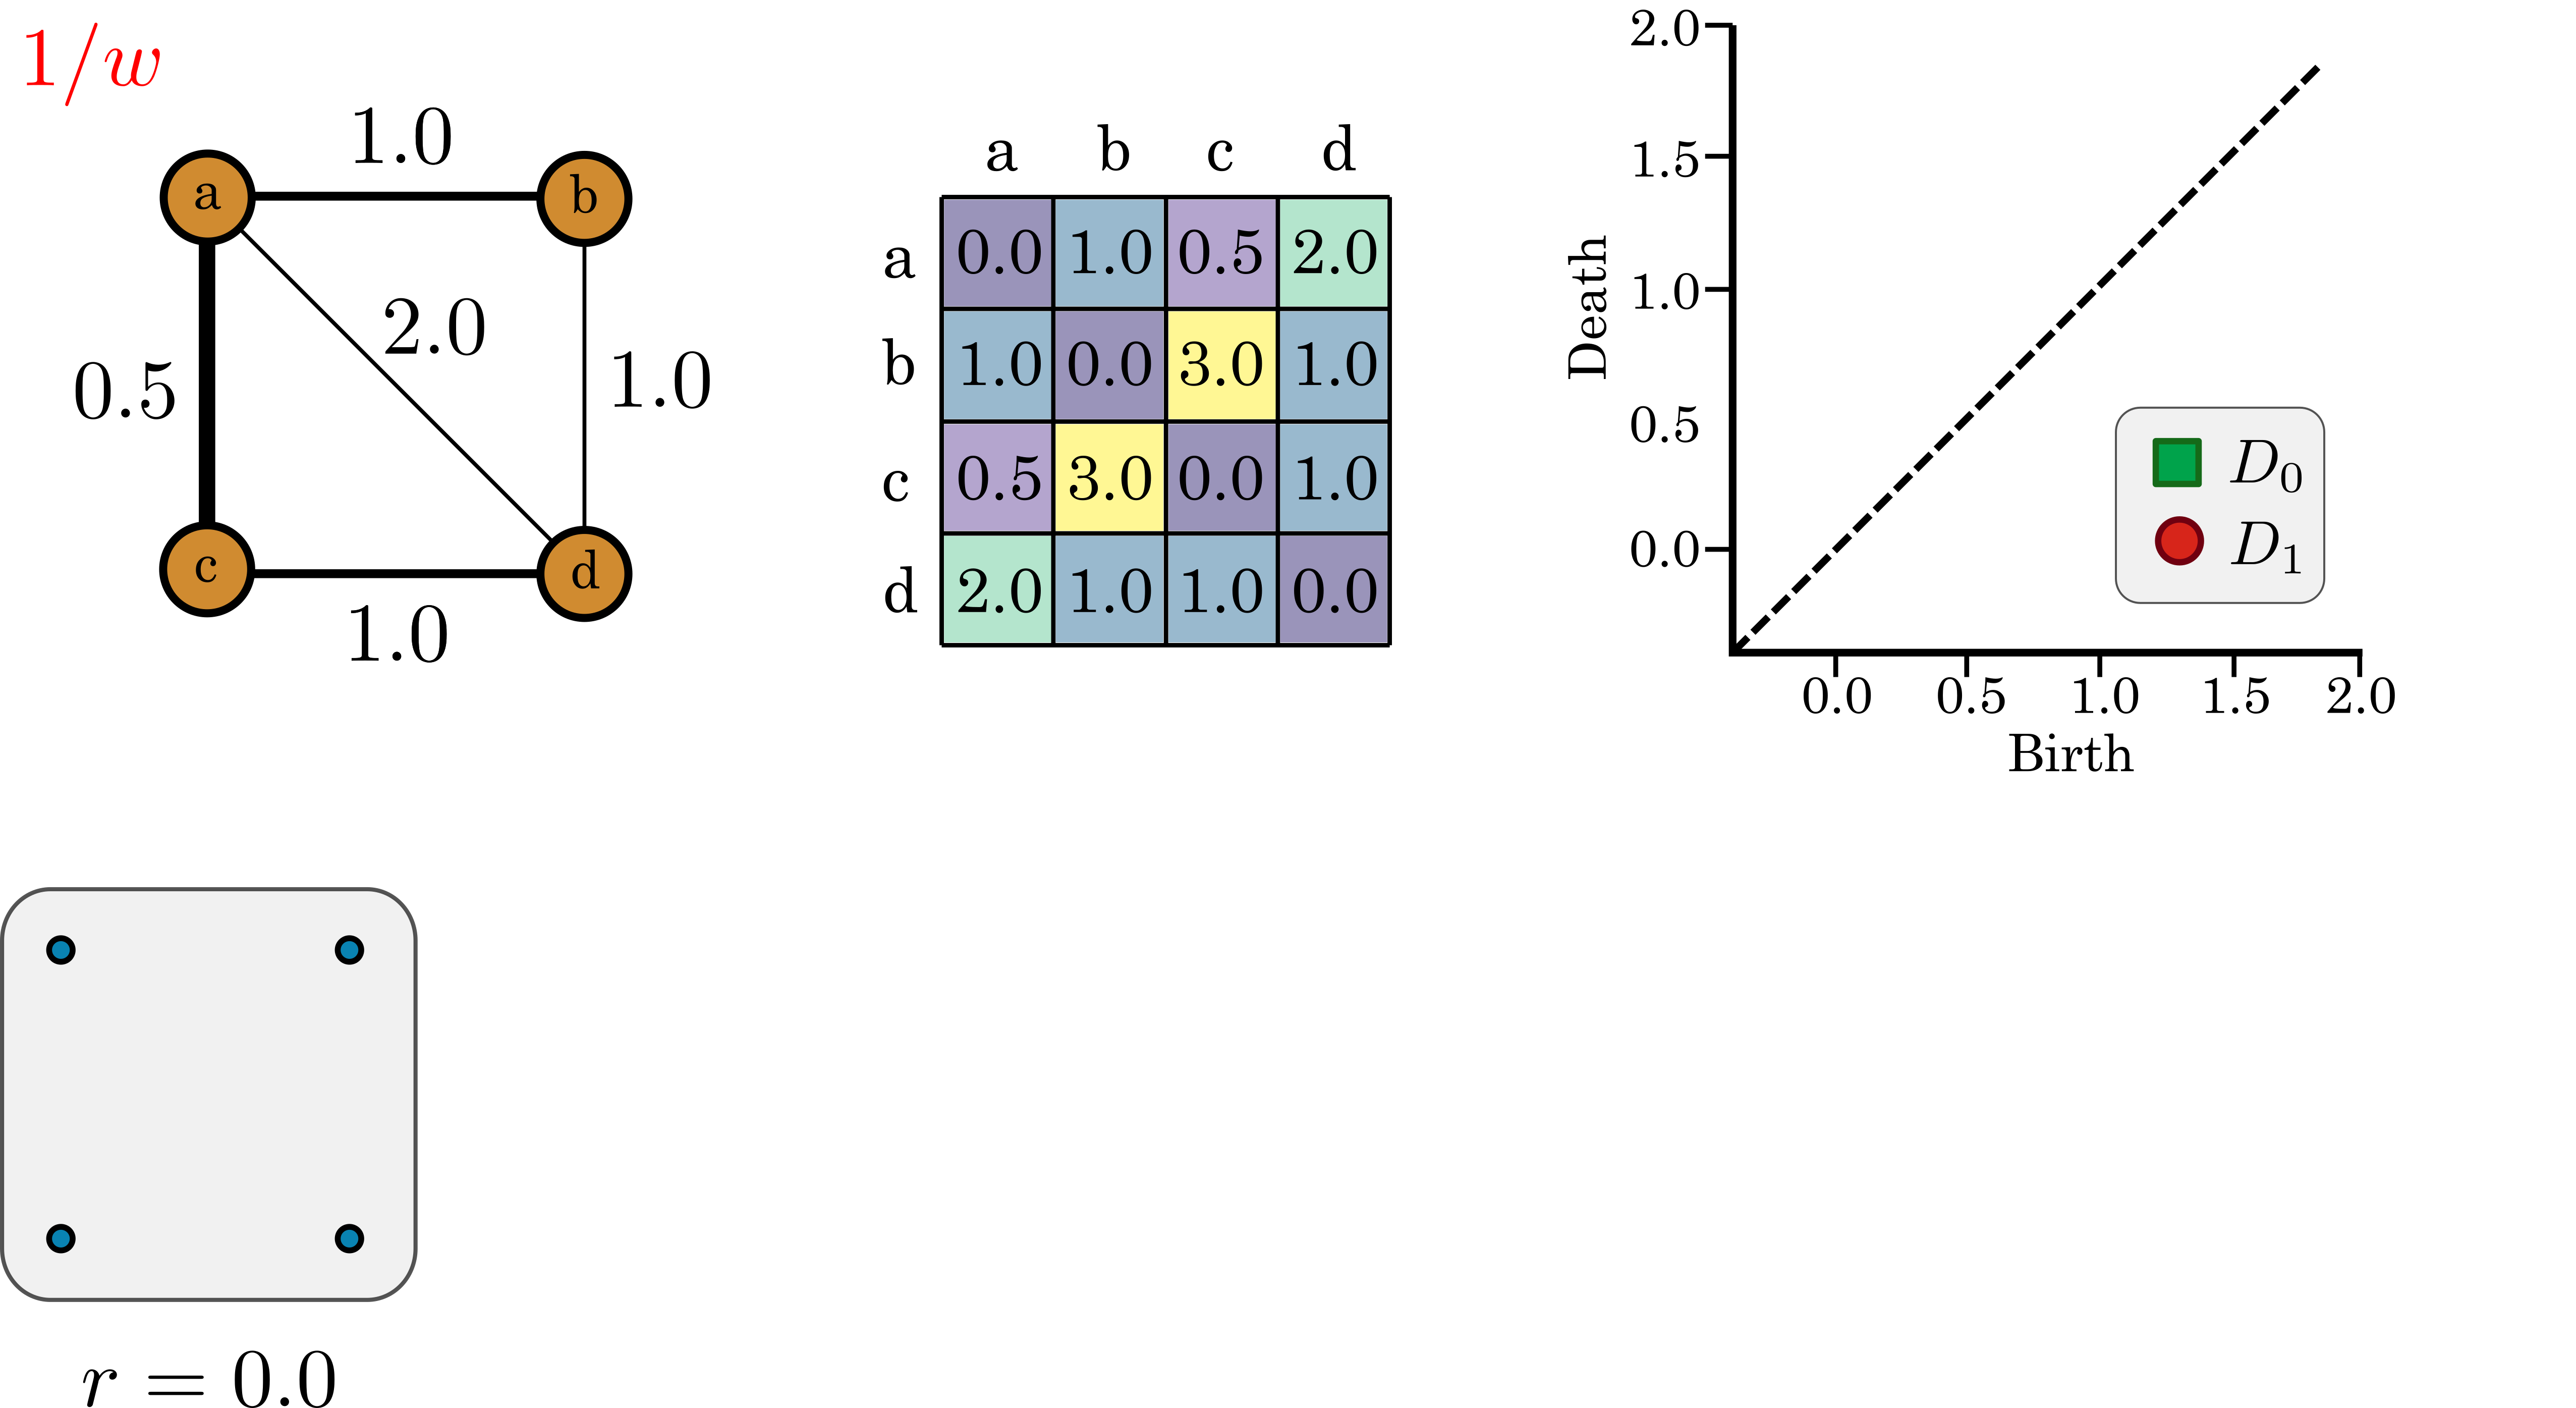 1/w
1.0
a
b
2.0
0.5
1.0
c
d
1.0
a b c d
a 0.0 1.0 0.5 2.0
b 1.0 0.0 3.0 1.0
c 0.5 3.0 0.0 1.0
d 2.0 1.0 1.0 0.0
2.0
1.5
1.0
0.5
0.0
Death
D₀
D₁
0.0 0.5 1.0 1.5 2.0
Birth
r = 0.0